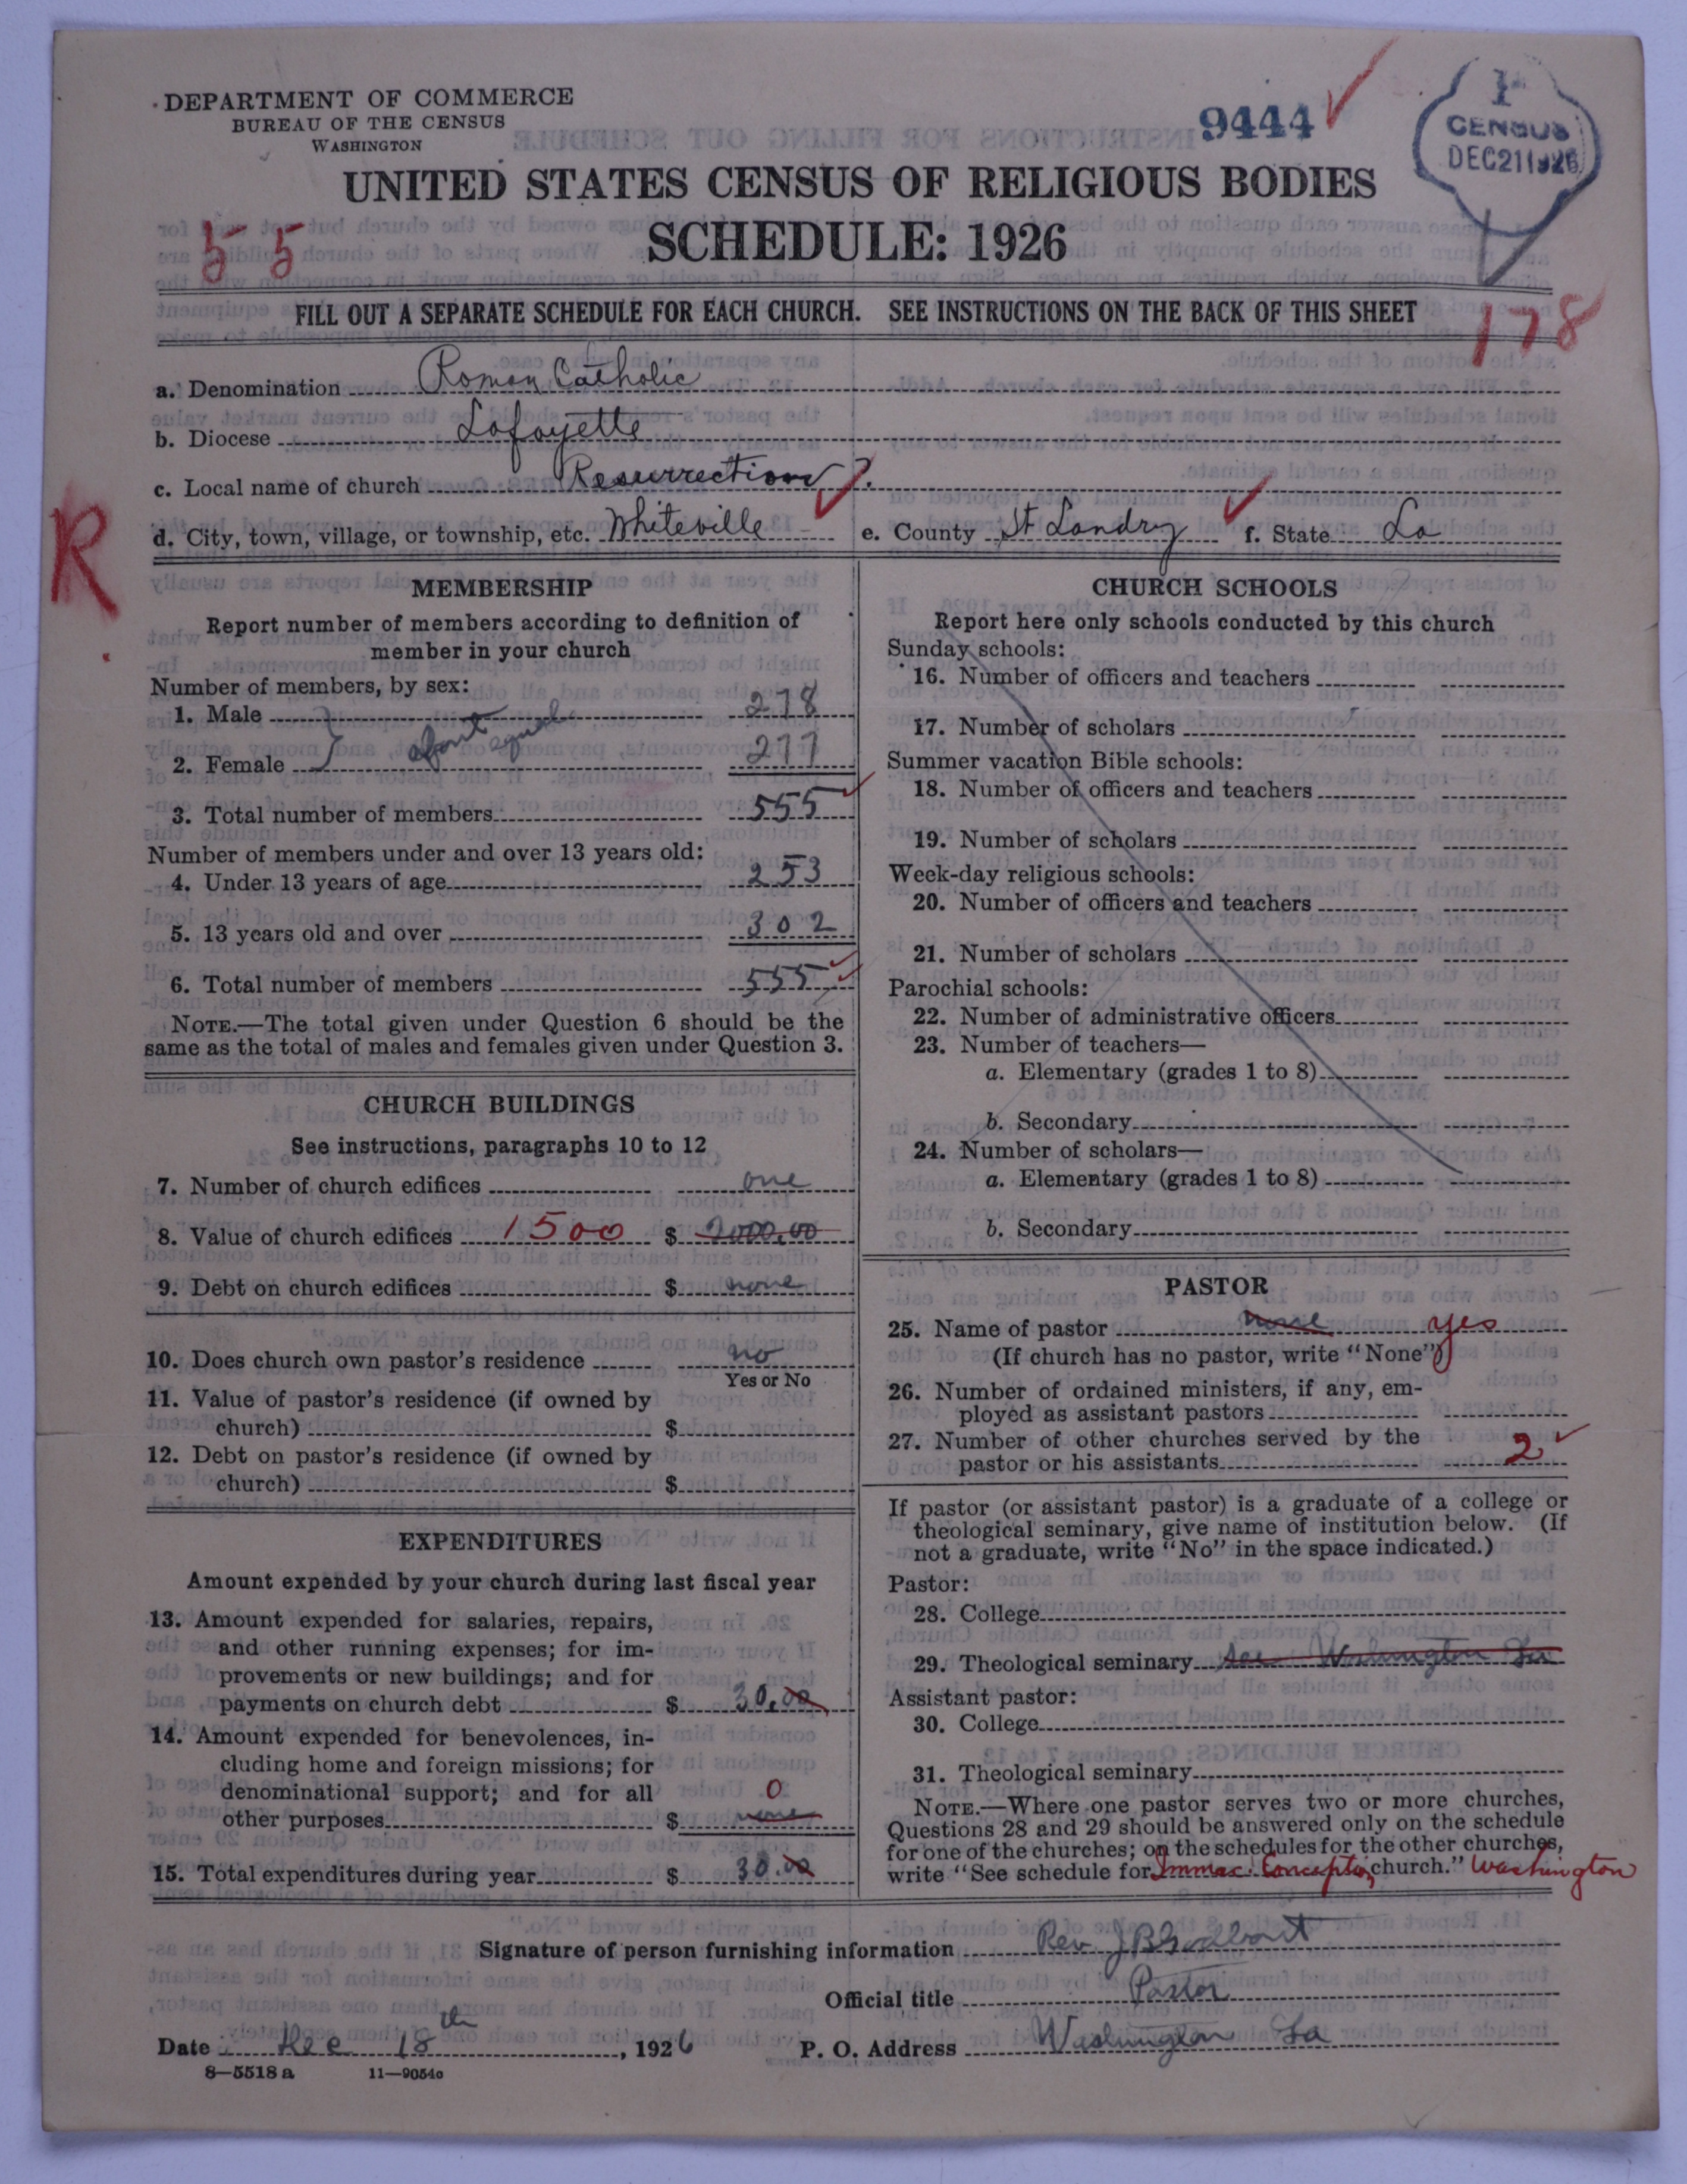 DEPARTMENT OF COMMERCE
BUREAU OF THE CENSUS
WASHINGTON
9444
1
CENSUS
DEC 21 1926
UNITED STATES CENSUS OF RELIGIOUS BODIES
55
SCHEDULE: 1926
FILL OUT A SEPARATE SCHEDULE FOR EACH CHURCH. SEE INSTRUCTIONS ON THE BACK OF THIS SHEET
178
a. Denomination Roman Catholic
b. Diocese Lafayette
c. Local name of church Resurrection ?.
R
d. City, town, village, or township, etc. Whiteville e. County St Landry f. State La
MEMBERSHIP
Report number of members according to definition of
member in your church
Number of members, by sex:
1. Male 278
about equal
2. Female 277
3. Total number of members 555
Number of members under and over 13 years old:
4. Under 13 years of age 253
5. 13 years old and over 302
6. Total number of members 555
NOTE.—The total given under Question 6 should be the
same as the total of males and females given under Question 3.
CHURCH BUILDINGS
See instructions, paragraphs 10 to 12
7. Number of church edifices one
8. Value of church edifices 1500 $ 2000.00
9. Debt on church edifices $ none
10. Does church own pastor's residence no
Yes or No
11. Value of pastor's residence (if owned by
church) $
12. Debt on pastor's residence (if owned by
church) $
EXPENDITURES
Amount expended by your church during last fiscal year
13. Amount expended for salaries, repairs,
and other running expenses; for im-
provements or new buildings; and for
payments on church debt $ 30.00
14. Amount expended for benevolences, in-
cluding home and foreign missions; for
denominational support; and for all 0
other purposes $ none
15. Total expenditures during year $ 30.00
CHURCH SCHOOLS
Report here only schools conducted by this church
Sunday schools:
16. Number of officers and teachers
17. Number of scholars
Summer vacation Bible schools:
18. Number of officers and teachers
19. Number of scholars
Week-day religious schools:
20. Number of officers and teachers
21. Number of scholars
Parochial schools:
22. Number of administrative officers
23. Number of teachers—
a. Elementary (grades 1 to 8)
b. Secondary
24. Number of scholars—
a. Elementary (grades 1 to 8)
b. Secondary
PASTOR
25. Name of pastor none yes
(If church has no pastor, write "None")
26. Number of ordained ministers, if any, em-
ployed as assistant pastors
27. Number of other churches served by the
pastor or his assistants 2
If pastor (or assistant pastor) is a graduate of a college or
theological seminary, give name of institution below. (If
not a graduate, write "No" in the space indicated.)
Pastor:
28. College
29. Theological seminary see Washington La
Assistant pastor:
30. College
31. Theological seminary
NOTE.—Where one pastor serves two or more churches,
Questions 28 and 29 should be answered only on the schedule
for one of the churches; on the schedules for the other churches,
write "See schedule for Immac. Conception church." Washington
Signature of person furnishing information Rev J B
Official title Pastor
Date Dec 18th, 1926 P. O. Address Washington La
8—5518 a 11—9054a